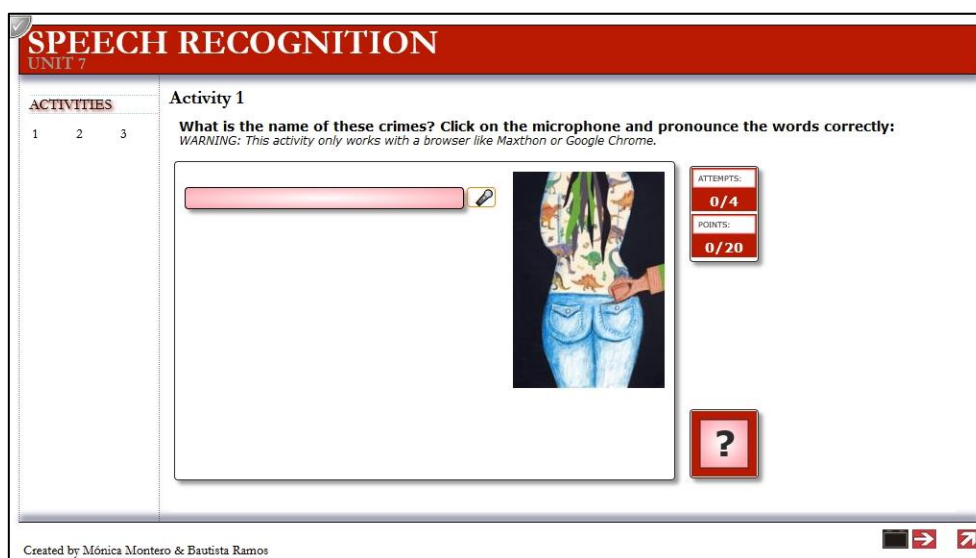 SPEECH RECOGNITION
UNIT 7
ACTIVITIES
1 2 3
Activity 1
What is the name of these crimes? Click on the microphone and pronounce the words correctly:
WARNING: This activity only works with a browser like Maxthon or Google Chrome.
ATTEMPTS:
0/4
POINTS:
0/20
?
Created by Mónica Montero & Bautista Ramos